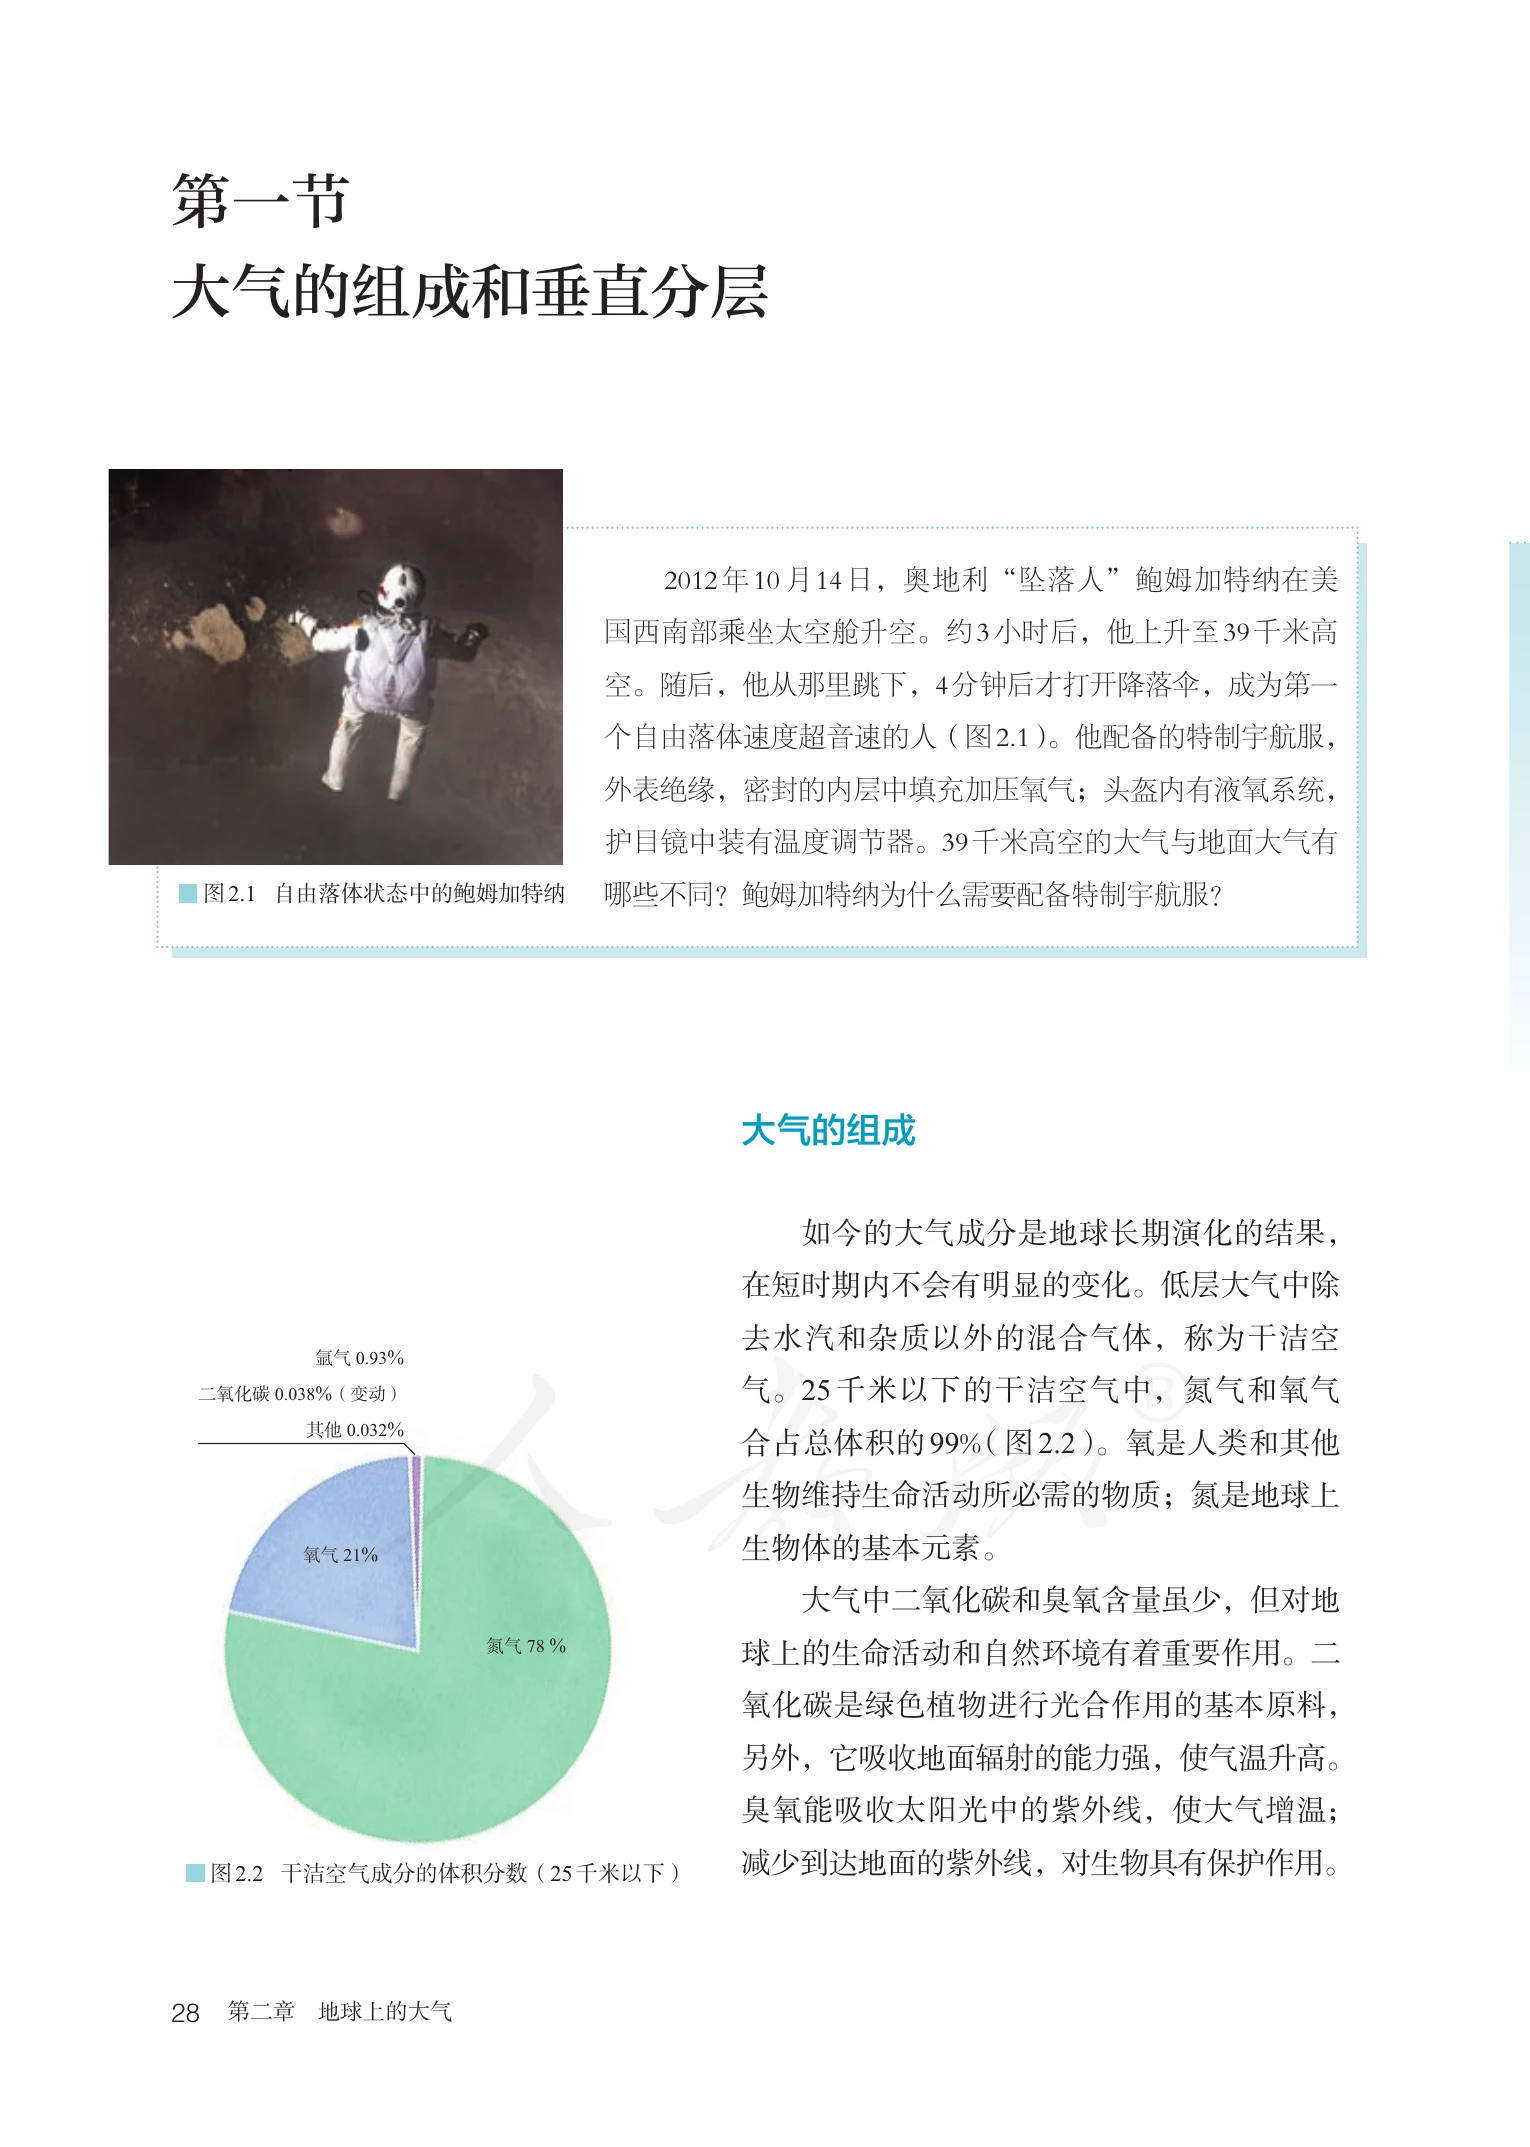 第一节
大气的组成和垂直分层
2012年10月14日，奥地利“坠落人”鲍姆加特纳在美
国西南部乘坐太空舱升空。约3小时后，他上升至39千米高
空。随后，他从那里跳下，4分钟后才打开降落伞，成为第一
个自由落体速度超音速的人（图2.1）。他配备的特制宇航服，
外表绝缘，密封的内层中填充加压氧气；头盔内有液氧系统，
护目镜中装有温度调节器。39千米高空的大气与地面大气有
哪些不同？鲍姆加特纳为什么需要配备特制宇航服？
图2.1 自由落体状态中的鲍姆加特纳
大气的组成
如今的大气成分是地球长期演化的结果，
在短时期内不会有明显的变化。低层大气中除
去水汽和杂质以外的混合气体，称为干洁空
气。25千米以下的干洁空气中，氮气和氧气
合占总体积的99%（图2.2）。氧是人类和其他
生物维持生命活动所必需的物质；氮是地球上
生物体的基本元素。
大气中二氧化碳和臭氧含量虽少，但对地
球上的生命活动和自然环境有着重要作用。二
氧化碳是绿色植物进行光合作用的基本原料，
另外，它吸收地面辐射的能力强，使气温升高。
臭氧能吸收太阳光中的紫外线，使大气增温；
减少到达地面的紫外线，对生物具有保护作用。
氩气 0.93%
二氧化碳 0.038%（变动）
其他 0.032%
氧气 21%
氮气 78 %
图2.2 干洁空气成分的体积分数（25千米以下）
人教版®
28 第二章 地球上的大气